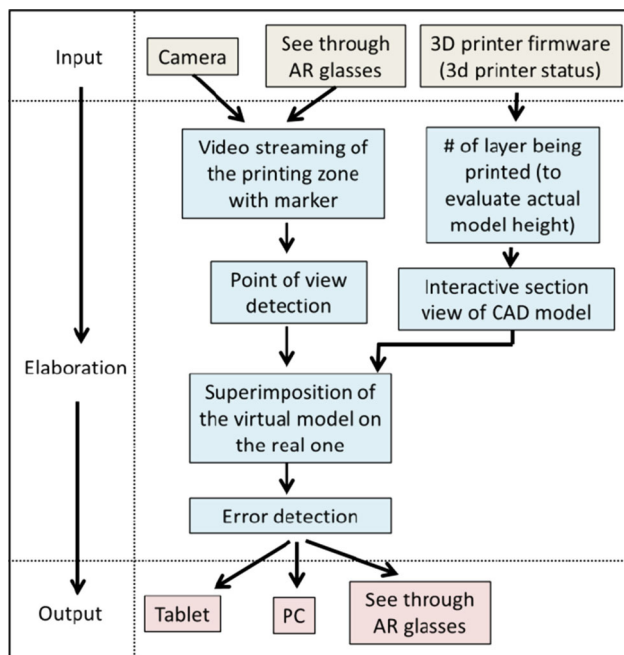 Input
Camera
See through
AR glasses
3D printer firmware
(3d printer status)
Video streaming of
the printing zone
with marker
# of layer being
printed (to
evaluate actual
model height)
Point of view
detection
Interactive section
view of CAD model
Elaboration
Superimposition of
the virtual model on
the real one
Error detection
Output
Tablet
PC
See through
AR glasses